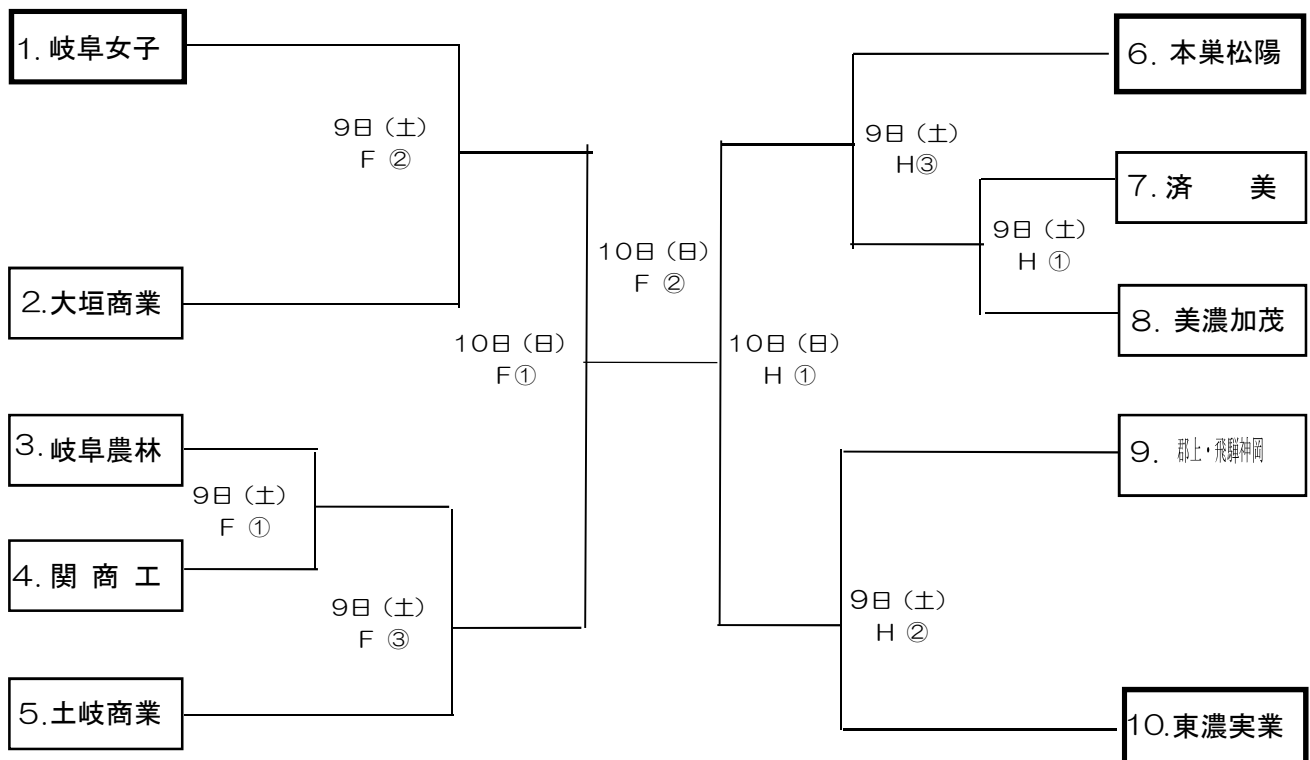 1. 岐阜女子
9日（土）
F ②
2.大垣商業
10日（日）
F①
3. 岐阜農林
9日（土）
F ①
4. 関 商 工
9日（土）
F ③
5.土岐商業
10日（日）
F ②
6. 本巣松陽
9日（土）
H③
7. 済　美
9日（土）
H ①
8. 美濃加茂
10日（日）
H ①
9. 郡上・飛騨神岡
9日（土）
H ②
10.東濃実業